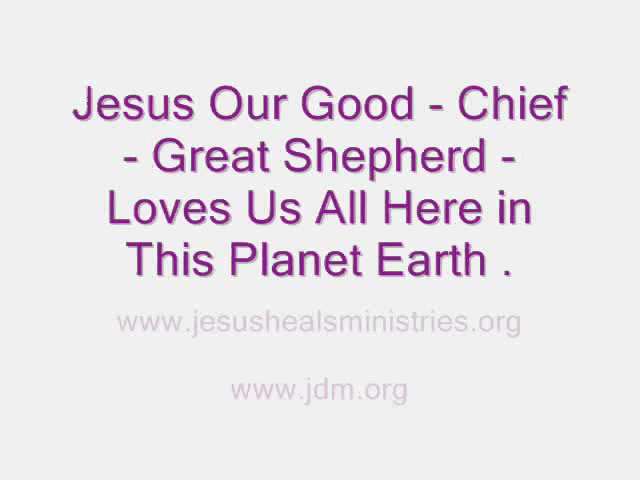 Jesus Our Good - Chief
- Great Shepherd -
Loves Us All Here in
This Planet Earth .
www.jesushealsministries.org
www.jdm.org